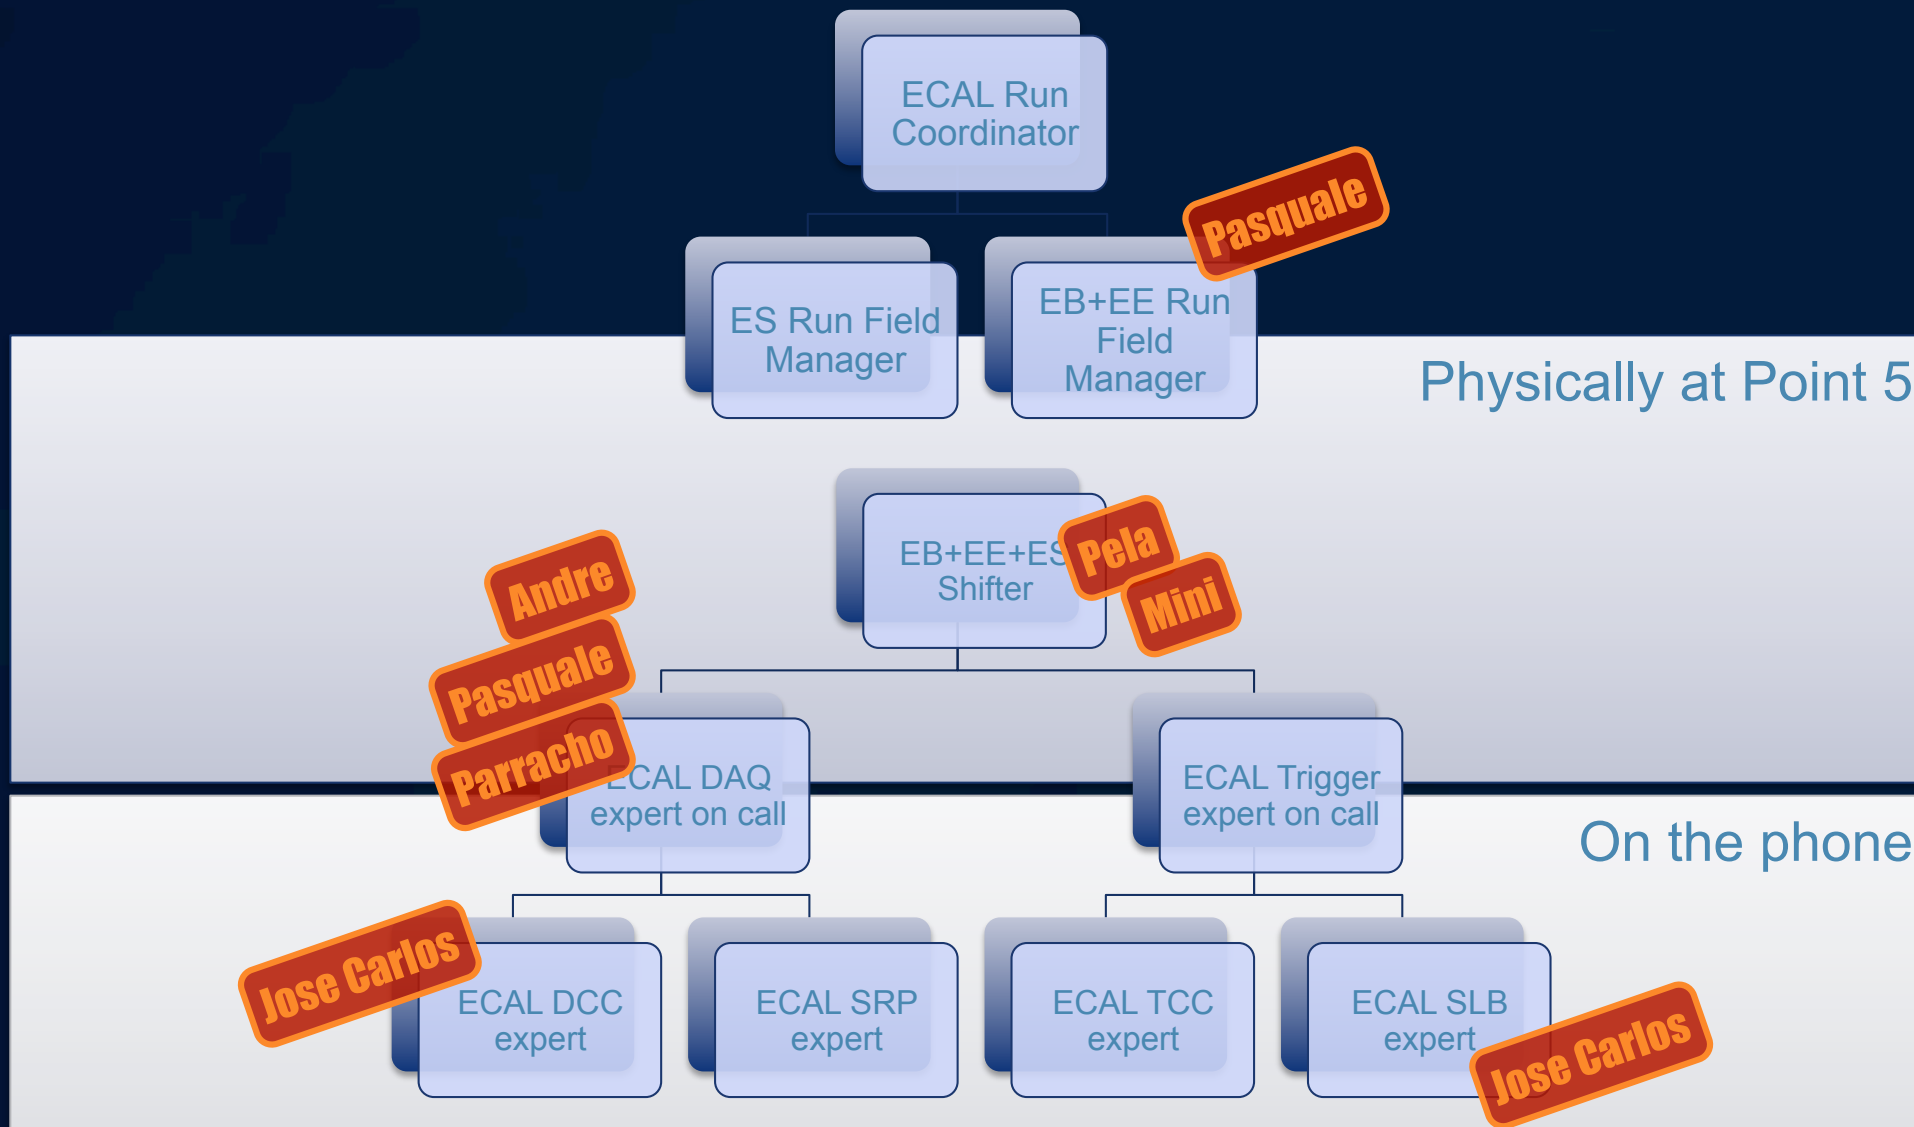 ECAL Run
Coordinator
Pasquale
ES Run Field
Manager
EB+EE Run
Field
Manager
Physically at Point 5
EB+EE+ES
Shifter
Pela
Mini
Andre
Pasquale
Parracho
ECAL DAQ
expert on call
ECAL Trigger
expert on call
On the phone
Jose Carlos
ECAL DCC
expert
ECAL SRP
expert
ECAL TCC
expert
ECAL SLB
expert
Jose Carlos